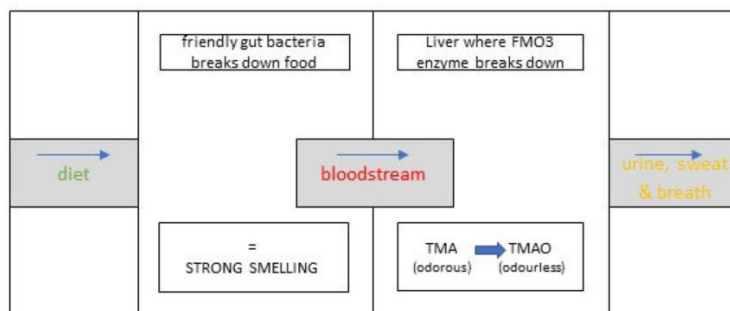 friendly gut bacteria
breaks down food
Liver where FMO3
enzyme breaks down
diet
bloodstream
urine, sweat
& breath
=
STRONG SMELLING
TMA
(odorous)
TMAO
(odourless)